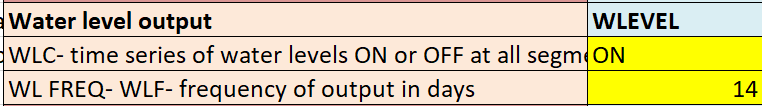 Water level output WLEVEL
WLC- time series of water levels ON or OFF at all segm ON
WL FREQ- WLF- frequency of output in days 14